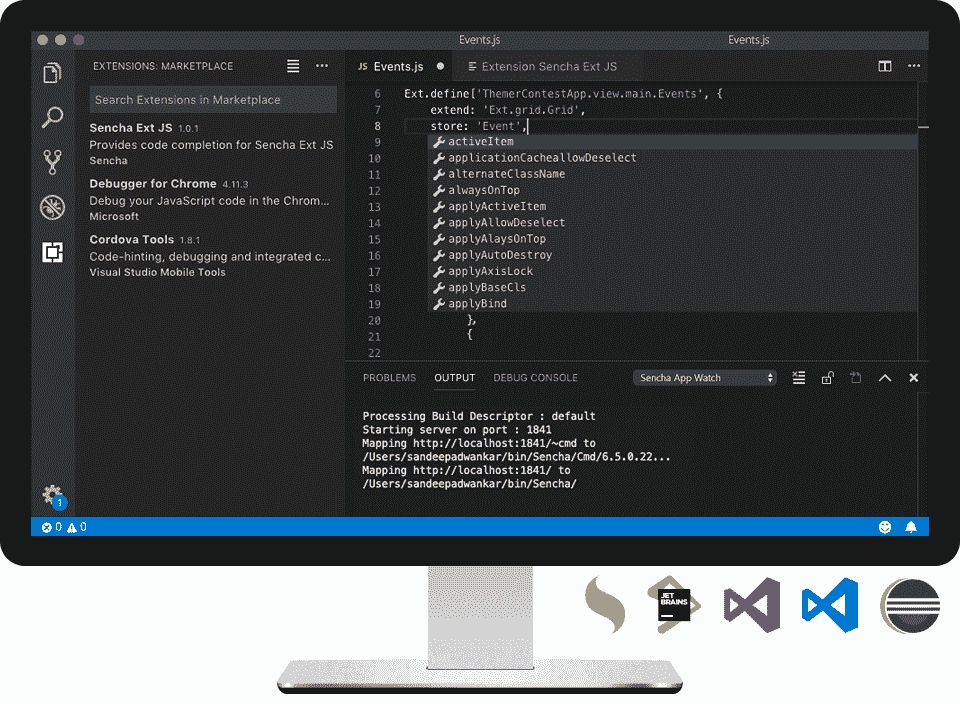 Events.js
Events.js
EXTENSIONS: MARKETPLACE
Search Extensions in Marketplace
Sencha Ext JS 1.0.1
Provides code completion for Sencha Ext JS
Sencha
Debugger for Chrome 4.11.3
Debug your JavaScript code in the Chrom...
Microsoft
Cordova Tools 1.8.1
Code-hinting, debugging and integrated c...
Visual Studio Mobile Tools
1
0 0
JS Events.js
Extension Sencha Ext JS
6 Ext.define['ThemerContestApp.view.main.Events', {
7 extend: 'Ext.grid.Grid',
8 store: 'Event',
9 activeItem
10 applicationCacheallowDeselect
11 alternateClassName
12 alwaysOnTop
13 applyActiveItem
14 applyAllowDeselect
15 applyAlaysOnTop
16 applyAutoDestroy
17 applyAxisLock
18 applyBaseCls
19 applyBind
20 },
21 {
22
PROBLEMS OUTPUT DEBUG CONSOLE
Sencha App Watch
Processing Build Descriptor : default
Starting server on port : 1841
Mapping http://localhost:1841/~cmd to
/Users/sandeepadwankar/bin/Sencha/Cmd/6.5.0.22...
Mapping http://localhost:1841/ to
/Users/sandeepadwankar/bin/Sencha/
JET
BRAINS